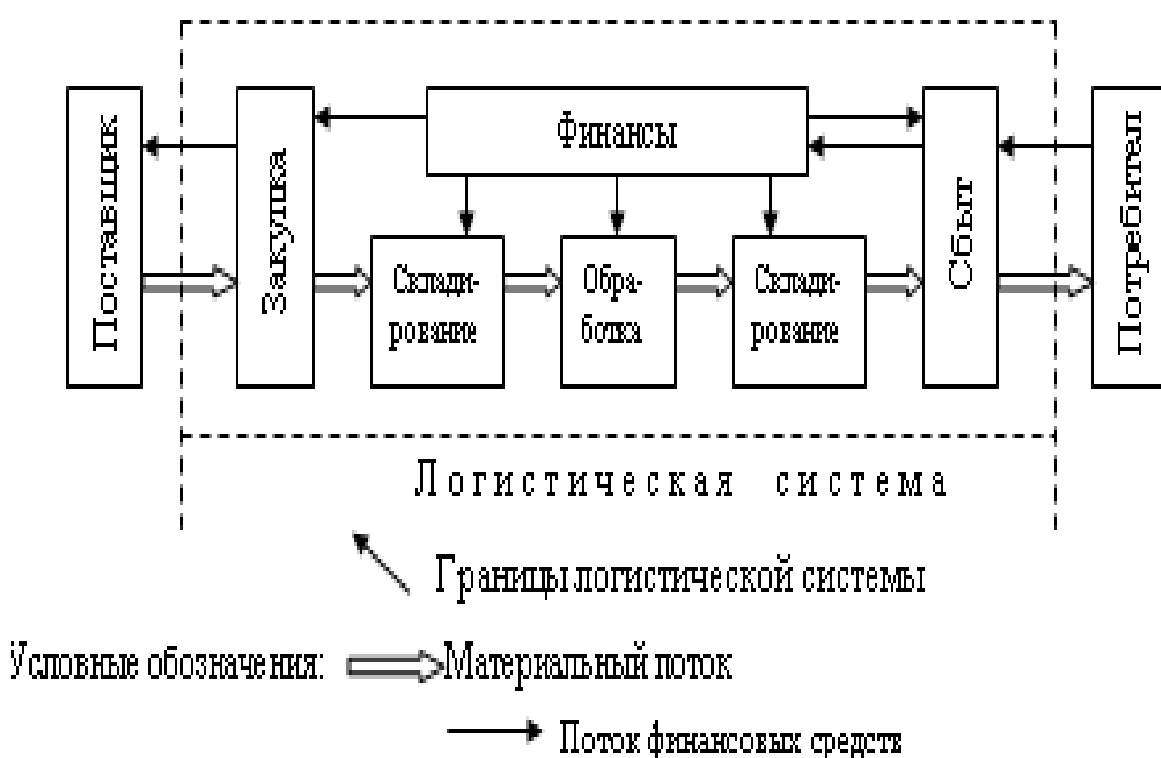 Поставщик
Закупка
Финансы
Склади-
рование
Обра-
ботка
Склади-
рование
Сбыт
Потребител
Логистическая система
Границы логистической системы
Условные обозначения: Материальный поток
Поток финансовых средств